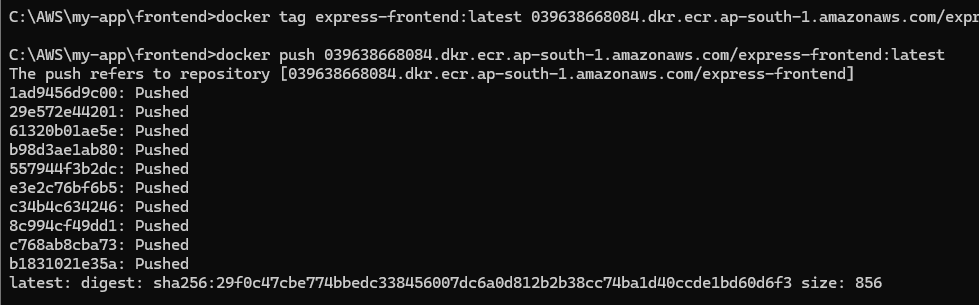 C:\AWS\my-app\frontend>docker tag express-frontend:latest 039638668084.dkr.ecr.ap-south-1.amazonaws.com/expr
C:\AWS\my-app\frontend>docker push 039638668084.dkr.ecr.ap-south-1.amazonaws.com/express-frontend:latest
The push refers to repository [039638668084.dkr.ecr.ap-south-1.amazonaws.com/express-frontend]
1ad9456d9c00: Pushed
29e572e44201: Pushed
61320b01ae5e: Pushed
b98d3ae1ab80: Pushed
557944f3b2dc: Pushed
e3e2c76bf6b5: Pushed
c34b4c634246: Pushed
8c994cf49dd1: Pushed
c768ab8cba73: Pushed
b1831021e35a: Pushed
latest: digest: sha256:29f0c47cbe774bbedc338456007dc6a0d812b2b38cc74ba1d40ccde1bd60d6f3 size: 856